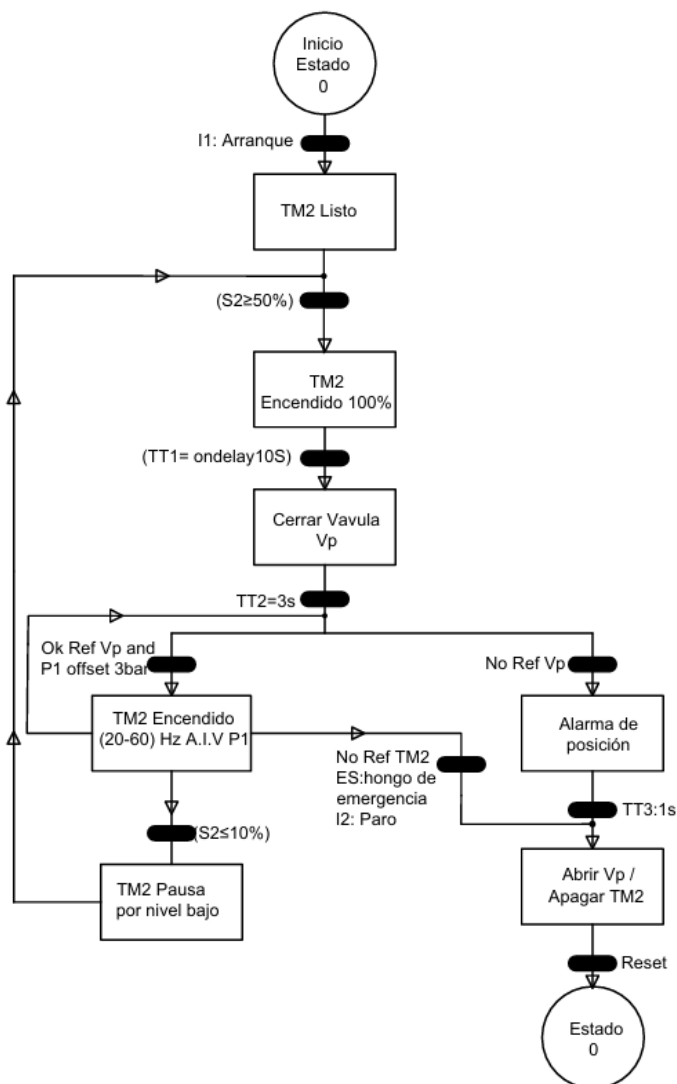 Inicio
Estado
0
I1: Arranque
TM2 Listo
(S2≥50%)
TM2
Encendido 100%
(TT1= ondelay10S)
Cerrar Vavula
Vp
TT2=3s
Ok Ref Vp and
P1 offset 3bar
No Ref Vp
TM2 Encendido
(20-60) Hz A.I.V P1
Alarma de
posición
No Ref TM2
ES:hongo de
emergencia
I2: Paro
TT3:1s
(S2≤10%)
TM2 Pausa
por nivel bajo
Abrir Vp /
Apagar TM2
Reset
Estado
0